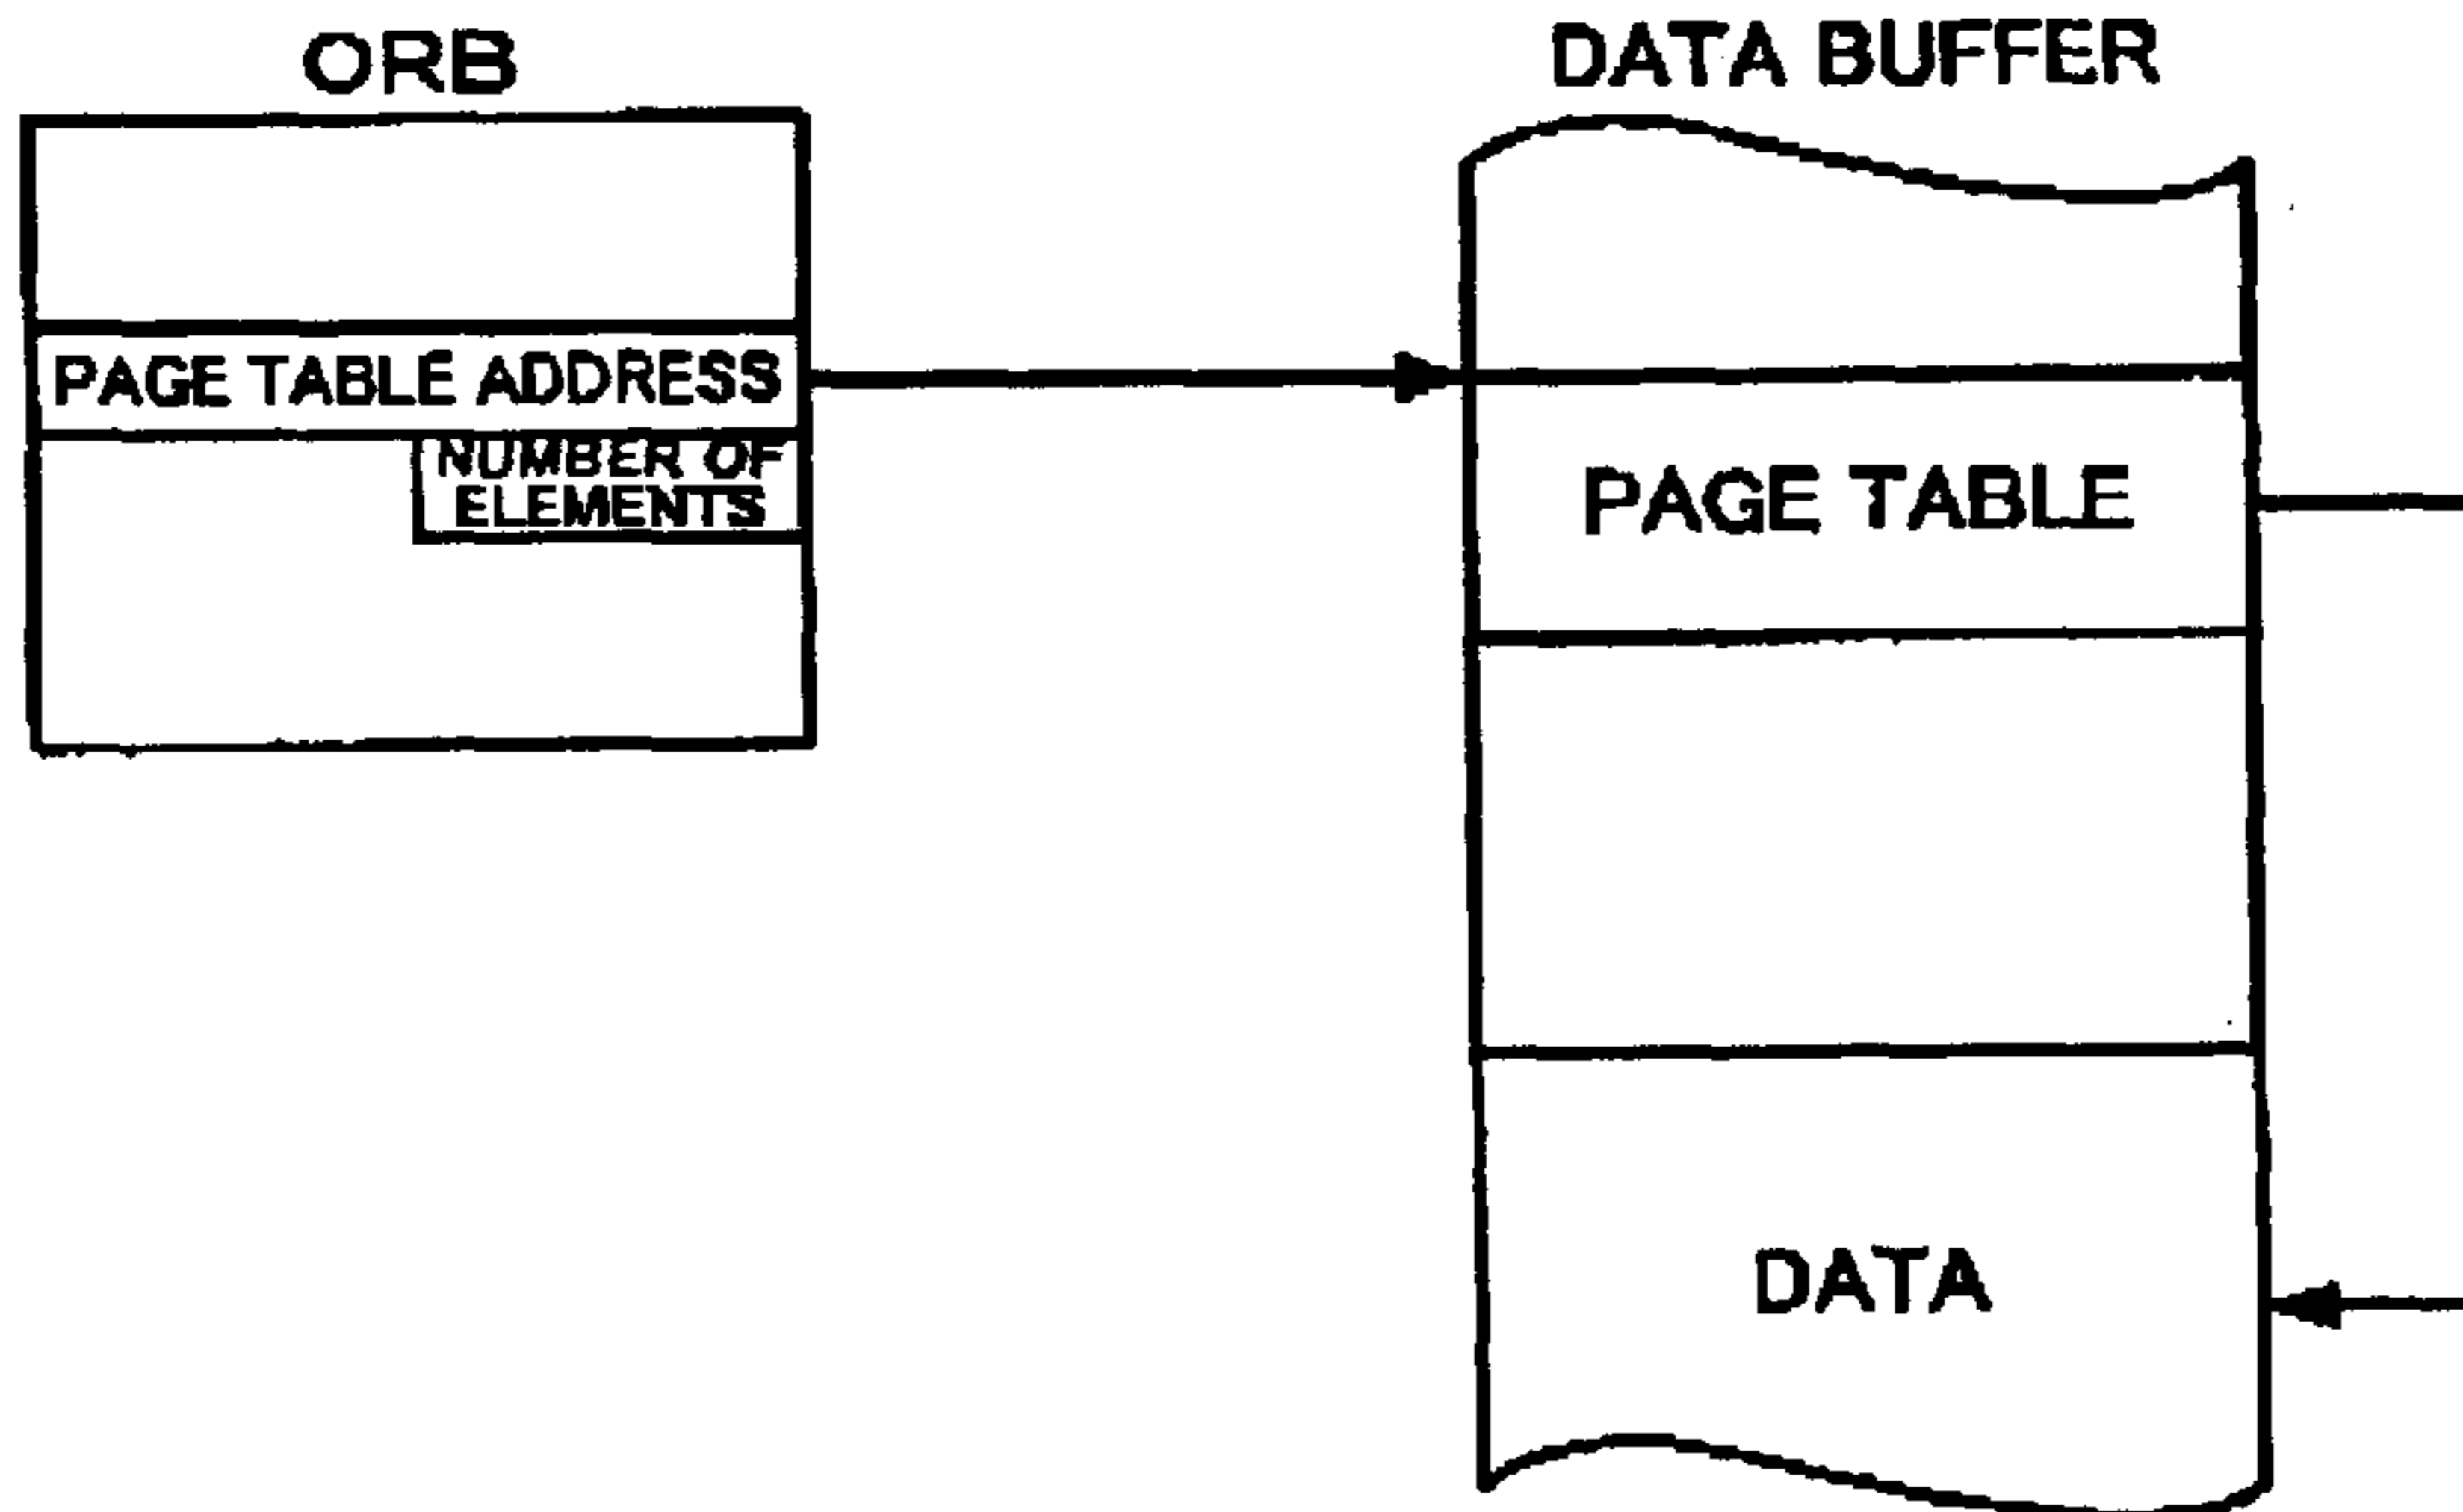 ORB
PAGE TABLE ADDRESS
NUMBER OF
ELEMENTS
DATA BUFFER
PAGE TABLE
DATA